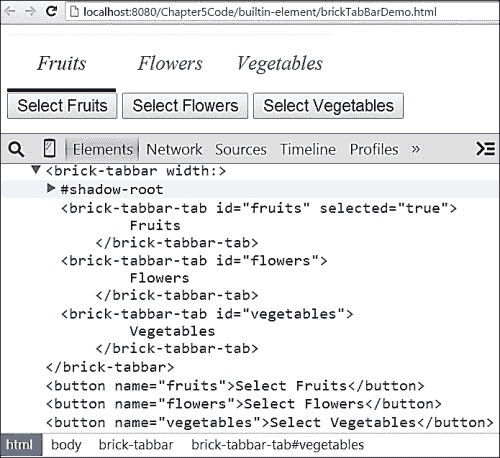 localhost:8080/Chapter5Code/builtin-element/brickTabBarDemo.html
Fruits Flowers Vegetables
Select Fruits Select Flowers Select Vegetables
Elements Network Sources Timeline Profiles »
▼<brick-tabbar width:>
▶#shadow-root
<brick-tabbar-tab id="fruits" selected="true">
Fruits
</brick-tabbar-tab>
<brick-tabbar-tab id="flowers">
Flowers
</brick-tabbar-tab>
<brick-tabbar-tab id="vegetables">
Vegetables
</brick-tabbar-tab>
</brick-tabbar>
<button name="fruits">Select Fruits</button>
<button name="flowers">Select Flowers</button>
<button name="vegetables">Select Vegetables</button>
html body brick-tabbar brick-tabbar-tab#vegetables